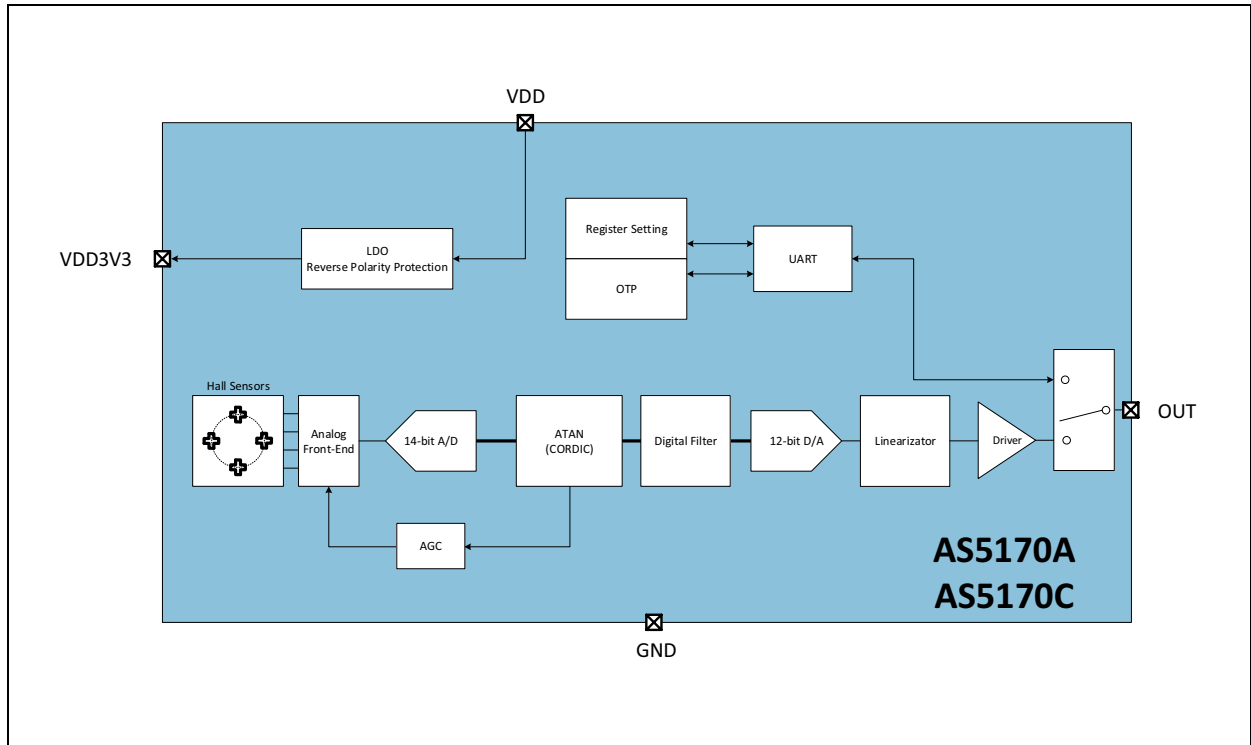 VDD
VDD3V3
LDO
Reverse Polarity Protection
Register Setting
OTP
UART
Hall Sensors
Analog
Front-End
14-bit A/D
ATAN
(CORDIC)
Digital Filter
12-bit D/A
Linearizator
Driver
OUT
AGC
AS5170A
AS5170C
GND